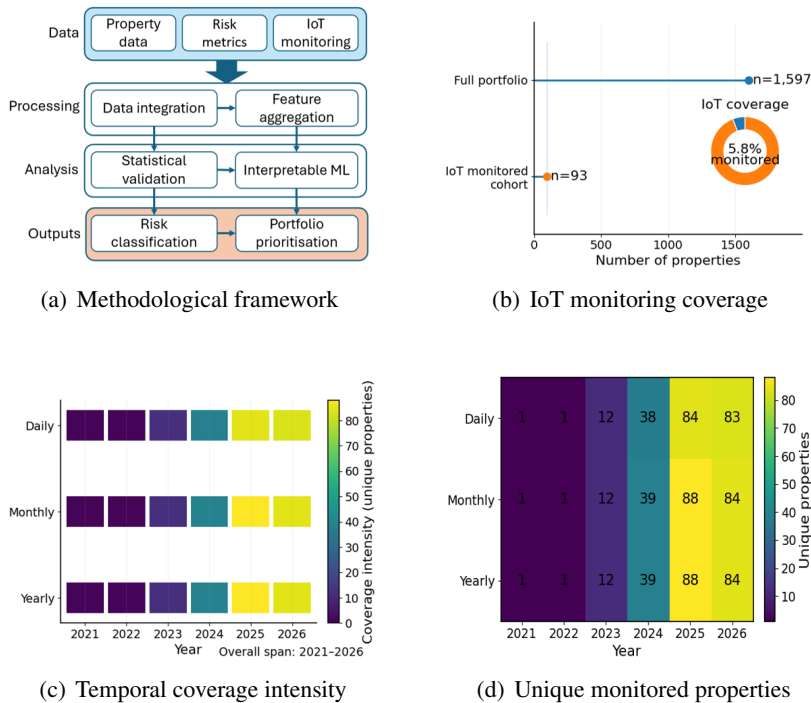 Data
Property data
Risk metrics
IoT monitoring
Processing
Data integration
Feature aggregation
Analysis
Statistical validation
Interpretable ML
Outputs
Risk classification
Portfolio prioritisation
(a) Methodological framework
Full portfolio
n=1,597
IoT coverage
5.8%
monitored
IoT monitored
cohort
n=93
0 500 1000 1500
Number of properties
(b) IoT monitoring coverage
Daily
Monthly
Yearly
2021 2022 2023 2024 2025 2026
Year
Overall span: 2021–2026
80
70
60
50
40
30
20
10
0
Coverage intensity (unique properties)
(c) Temporal coverage intensity
Daily 1 1 12 38 84 83
Monthly 1 1 12 39 88 84
Yearly 1 1 12 39 88 84
2021 2022 2023 2024 2025 2026
Year
80
70
60
50
40
30
20
10
Unique properties
(d) Unique monitored properties